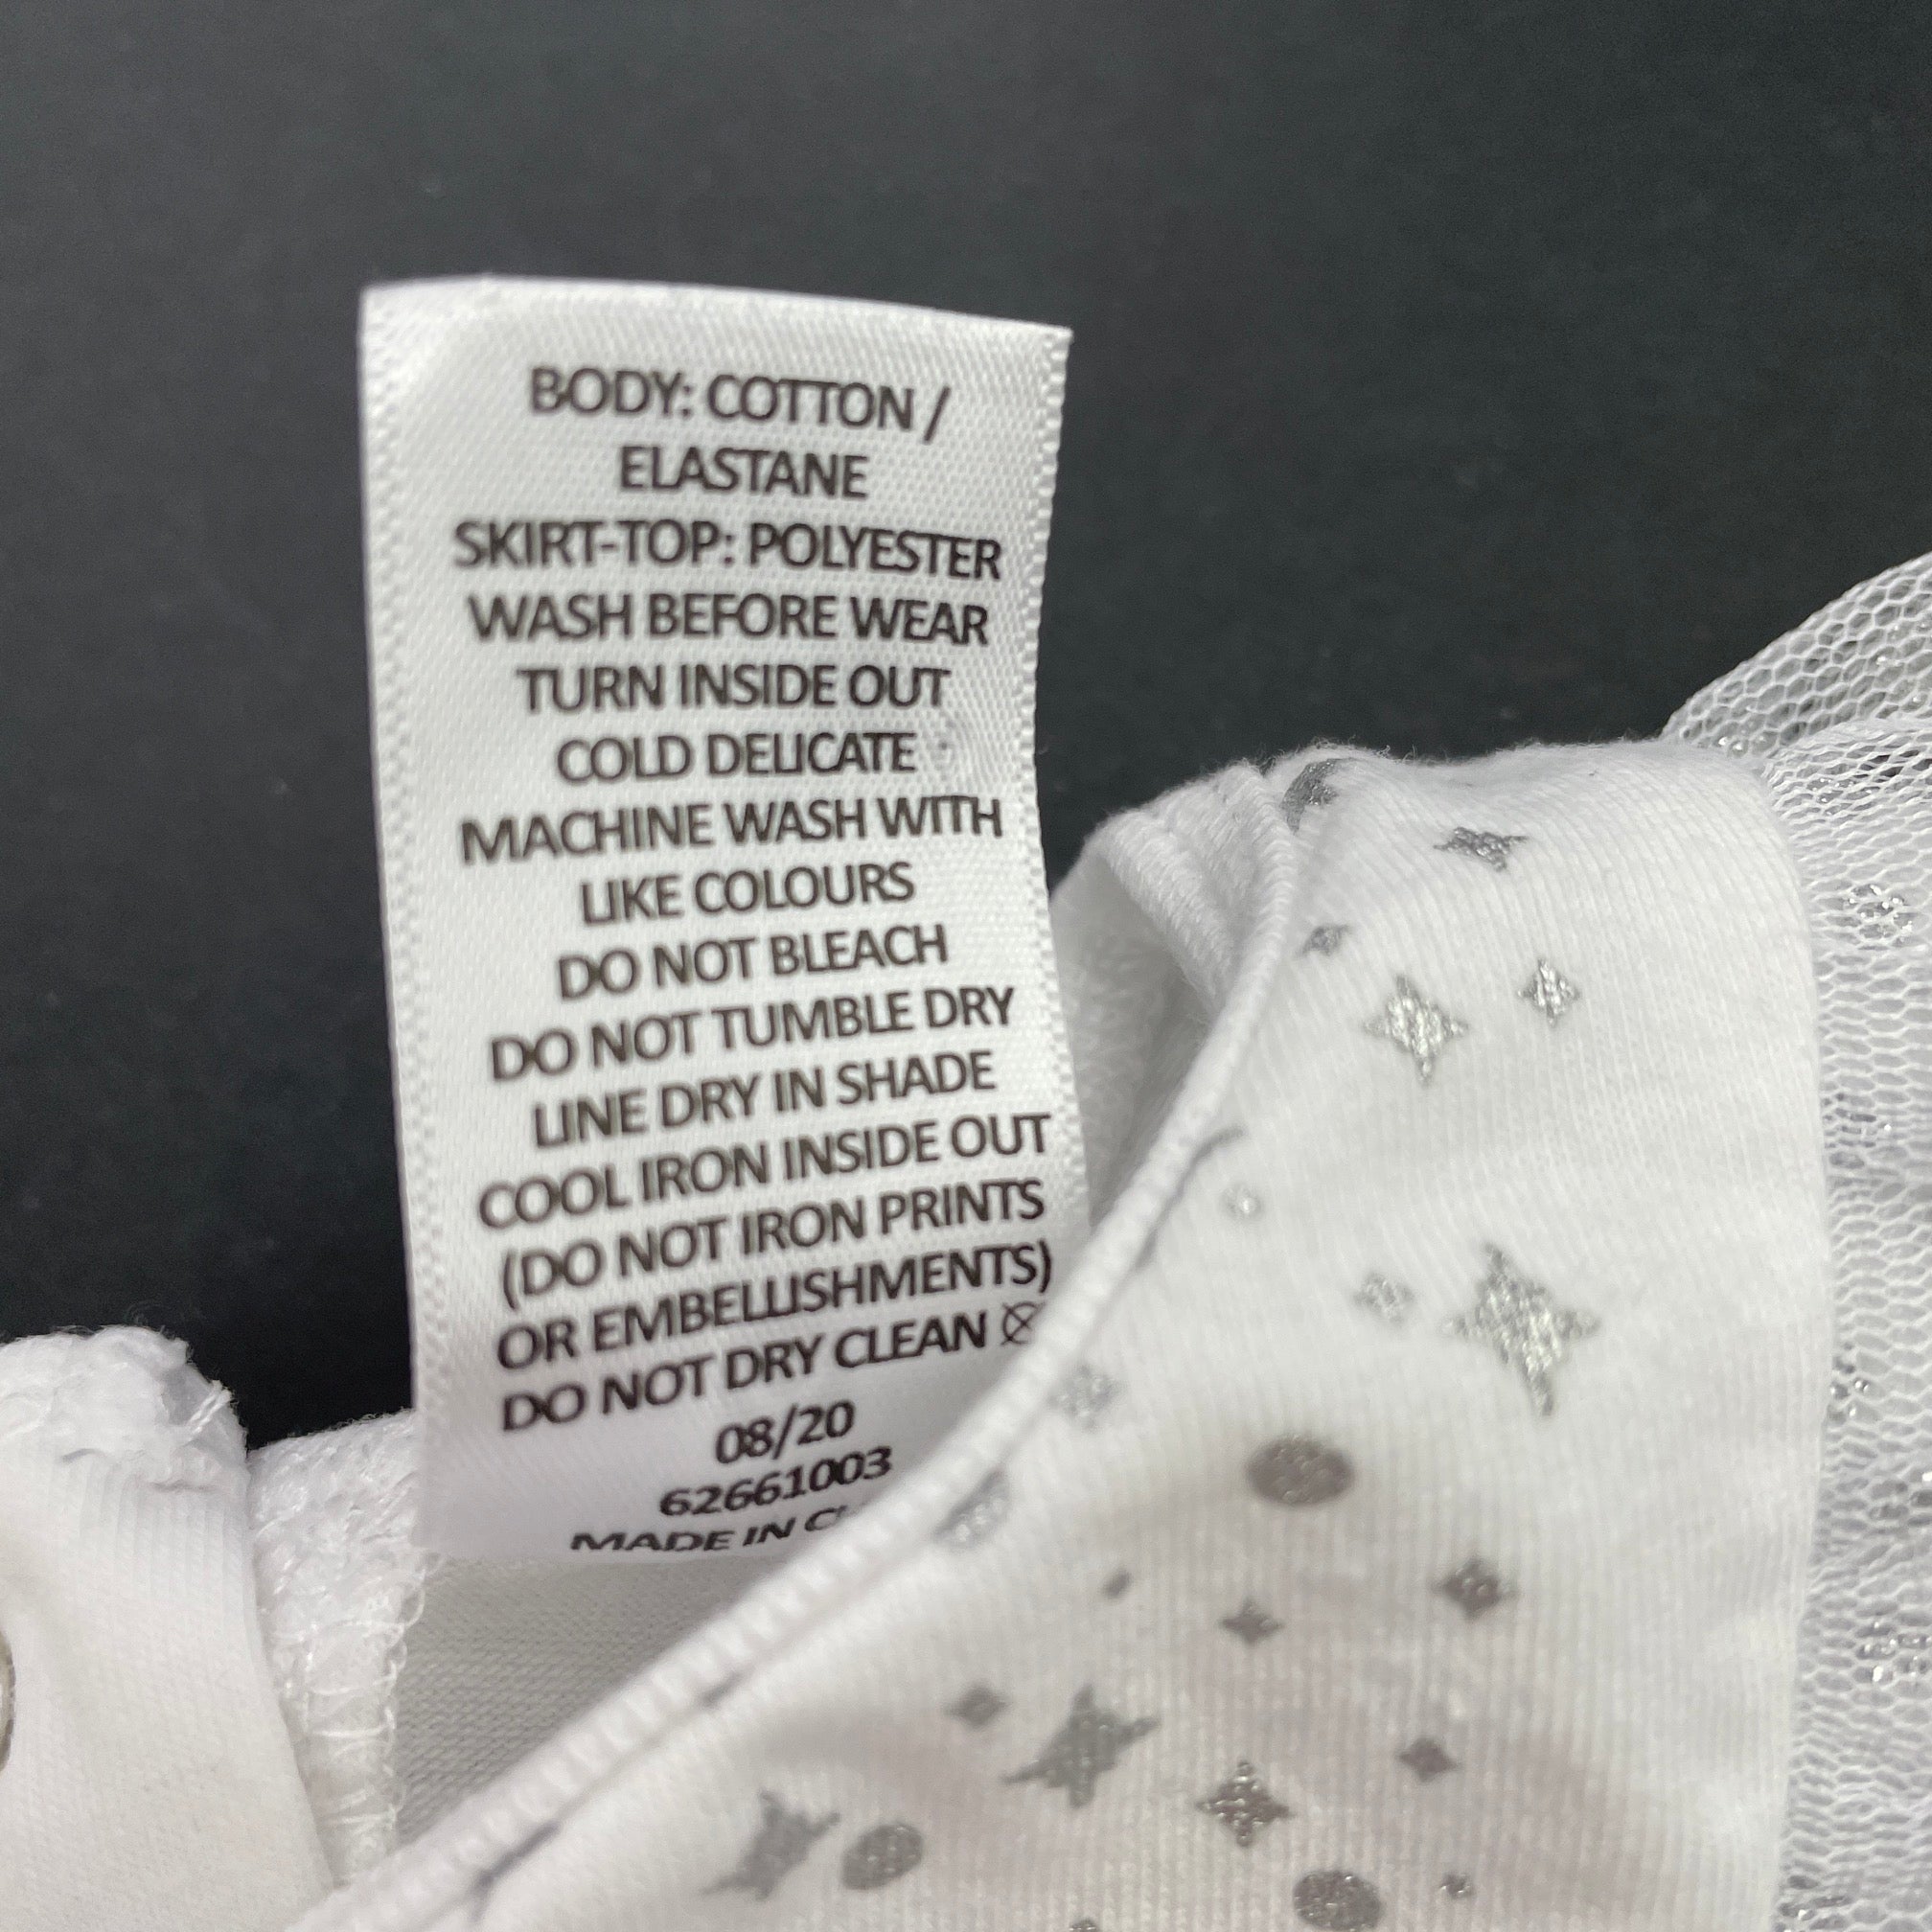 BODY: COTTON /
ELASTANE
SKIRT-TOP: POLYESTER
WASH BEFORE WEAR
TURN INSIDE OUT
COLD DELICATE
MACHINE WASH WITH
LIKE COLOURS
DO NOT BLEACH
DO NOT TUMBLE DRY
LINE DRY IN SHADE
COOL IRON INSIDE OUT
(DO NOT IRON PRINTS
OR EMBELLISHMENTS)
DO NOT DRY CLEAN
08/20
62661003
MADE IN